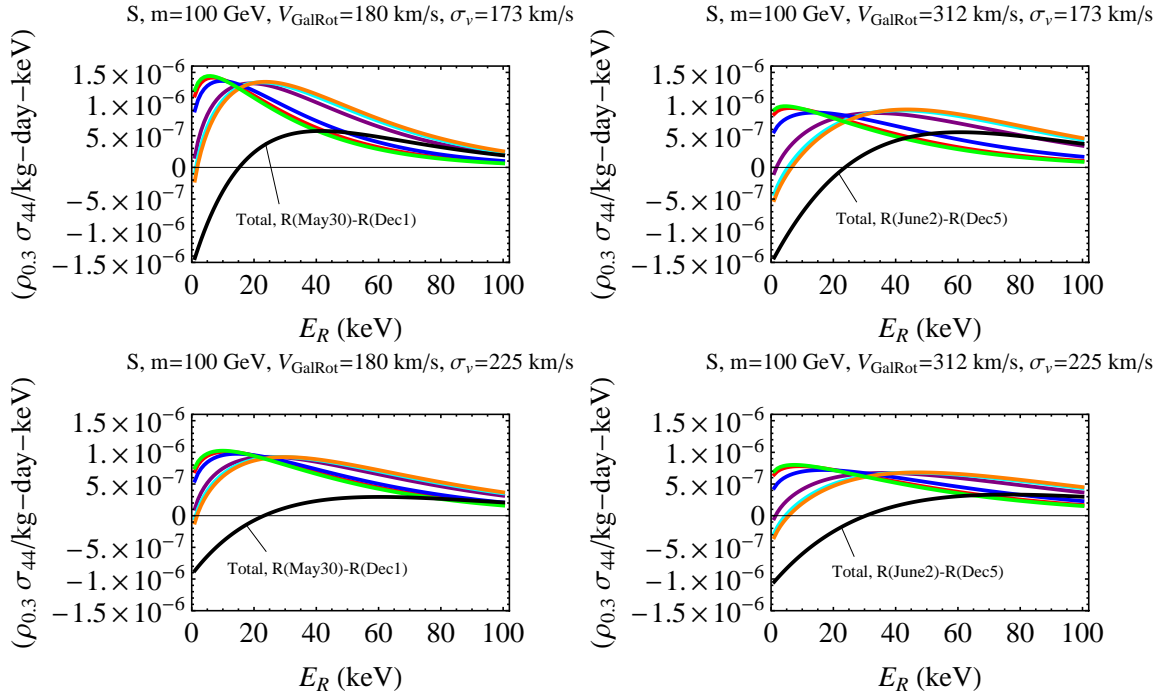 S, m=100 GeV, V_GalRot=180 km/s, σ_v=173 km/s
(ρ_0.3 σ_44/kg−day−keV)
1.5×10^-6
1.×10^-6
5.×10^-7
0
−5.×10^-7
−1.×10^-6
−1.5×10^-6
Total, R(May30)-R(Dec1)
0 20 40 60 80 100
E_R (keV)
S, m=100 GeV, V_GalRot=312 km/s, σ_v=173 km/s
(ρ_0.3 σ_44/kg−day−keV)
1.5×10^-6
1.×10^-6
5.×10^-7
0
−5.×10^-7
−1.×10^-6
−1.5×10^-6
Total, R(June2)-R(Dec5)
0 20 40 60 80 100
E_R (keV)
S, m=100 GeV, V_GalRot=180 km/s, σ_v=225 km/s
(ρ_0.3 σ_44/kg−day−keV)
1.5×10^-6
1.×10^-6
5.×10^-7
0
−5.×10^-7
−1.×10^-6
−1.5×10^-6
Total, R(May30)-R(Dec1)
0 20 40 60 80 100
E_R (keV)
S, m=100 GeV, V_GalRot=312 km/s, σ_v=225 km/s
(ρ_0.3 σ_44/kg−day−keV)
1.5×10^-6
1.×10^-6
5.×10^-7
0
−5.×10^-7
−1.×10^-6
−1.5×10^-6
Total, R(June2)-R(Dec5)
0 20 40 60 80 100
E_R (keV)